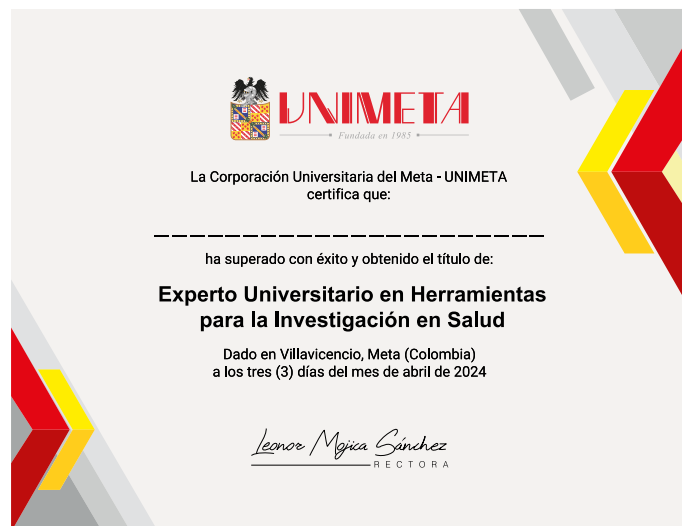 UNIMETA
Fundada en 1985
La Corporación Universitaria del Meta - UNIMETA
certifica que:
ha superado con éxito y obtenido el título de:
Experto Universitario en Herramientas
para la Investigación en Salud
Dado en Villavicencio, Meta (Colombia)
a los tres (3) días del mes de abril de 2024
Leonor Mojica Sánchez
RECTORA